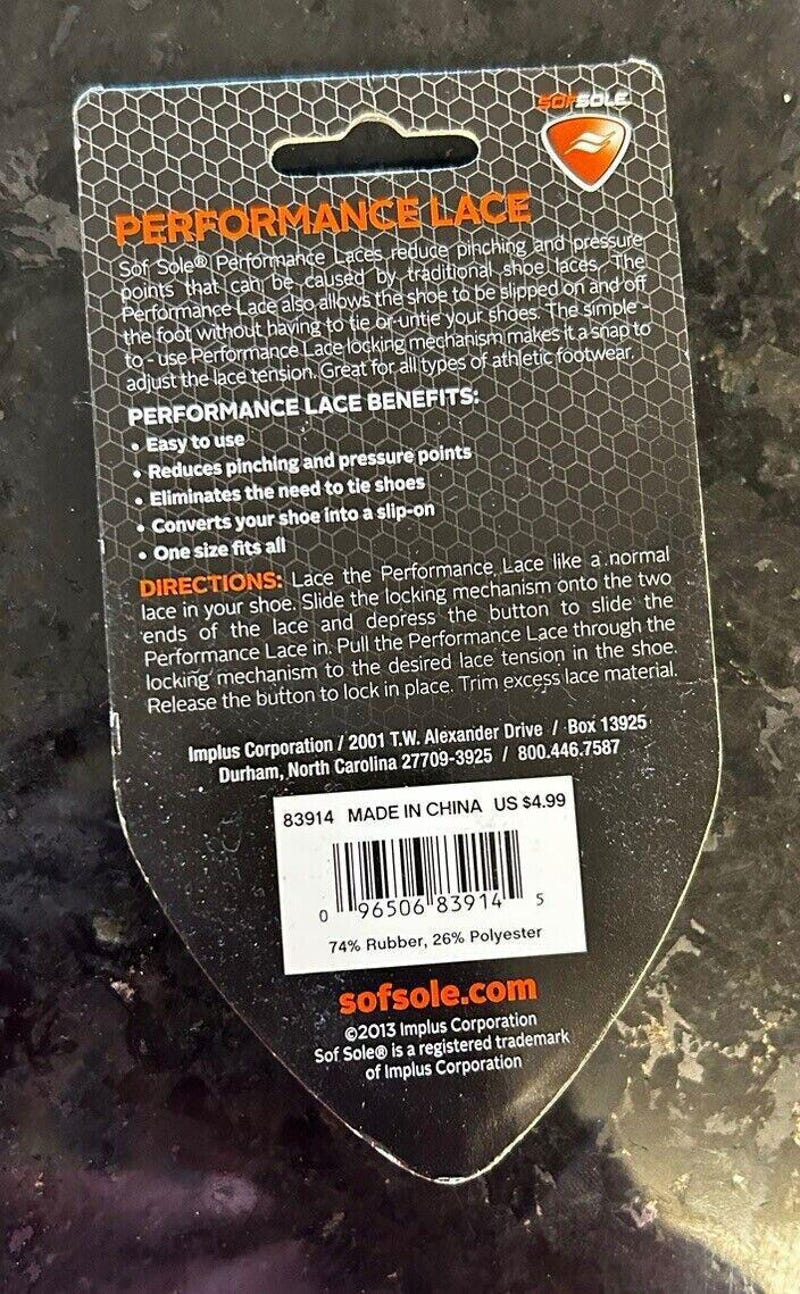 SOFSOLE
PERFORMANCE LACE
Sof Sole® Performance Laces reduce pinching and pressure
points that can be caused by traditional shoe laces. The
Performance Lace also allows the shoe to be slipped on and off
the foot without having to tie or untie your shoes. The simple-
to-use Performance Lace locking mechanism makes it a snap to
adjust the lace tension. Great for all types of athletic footwear.
PERFORMANCE LACE BENEFITS:
• Easy to use
• Reduces pinching and pressure points
• Eliminates the need to tie shoes
• Converts your shoe into a slip-on
• One size fits all
DIRECTIONS: Lace the Performance Lace like a normal
lace in your shoe. Slide the locking mechanism onto the two
ends of the lace and depress the button to slide the
Performance Lace in. Pull the Performance Lace through the
locking mechanism to the desired lace tension in the shoe.
Release the button to lock in place. Trim excess lace material.
Implus Corporation / 2001 T.W. Alexander Drive / Box 13925
Durham, North Carolina 27709-3925 / 800.446.7587
83914 MADE IN CHINA US $4.99
0 96506 83914 5
74% Rubber, 26% Polyester
sofsole.com
©2013 Implus Corporation
Sof Sole® is a registered trademark
of Implus Corporation